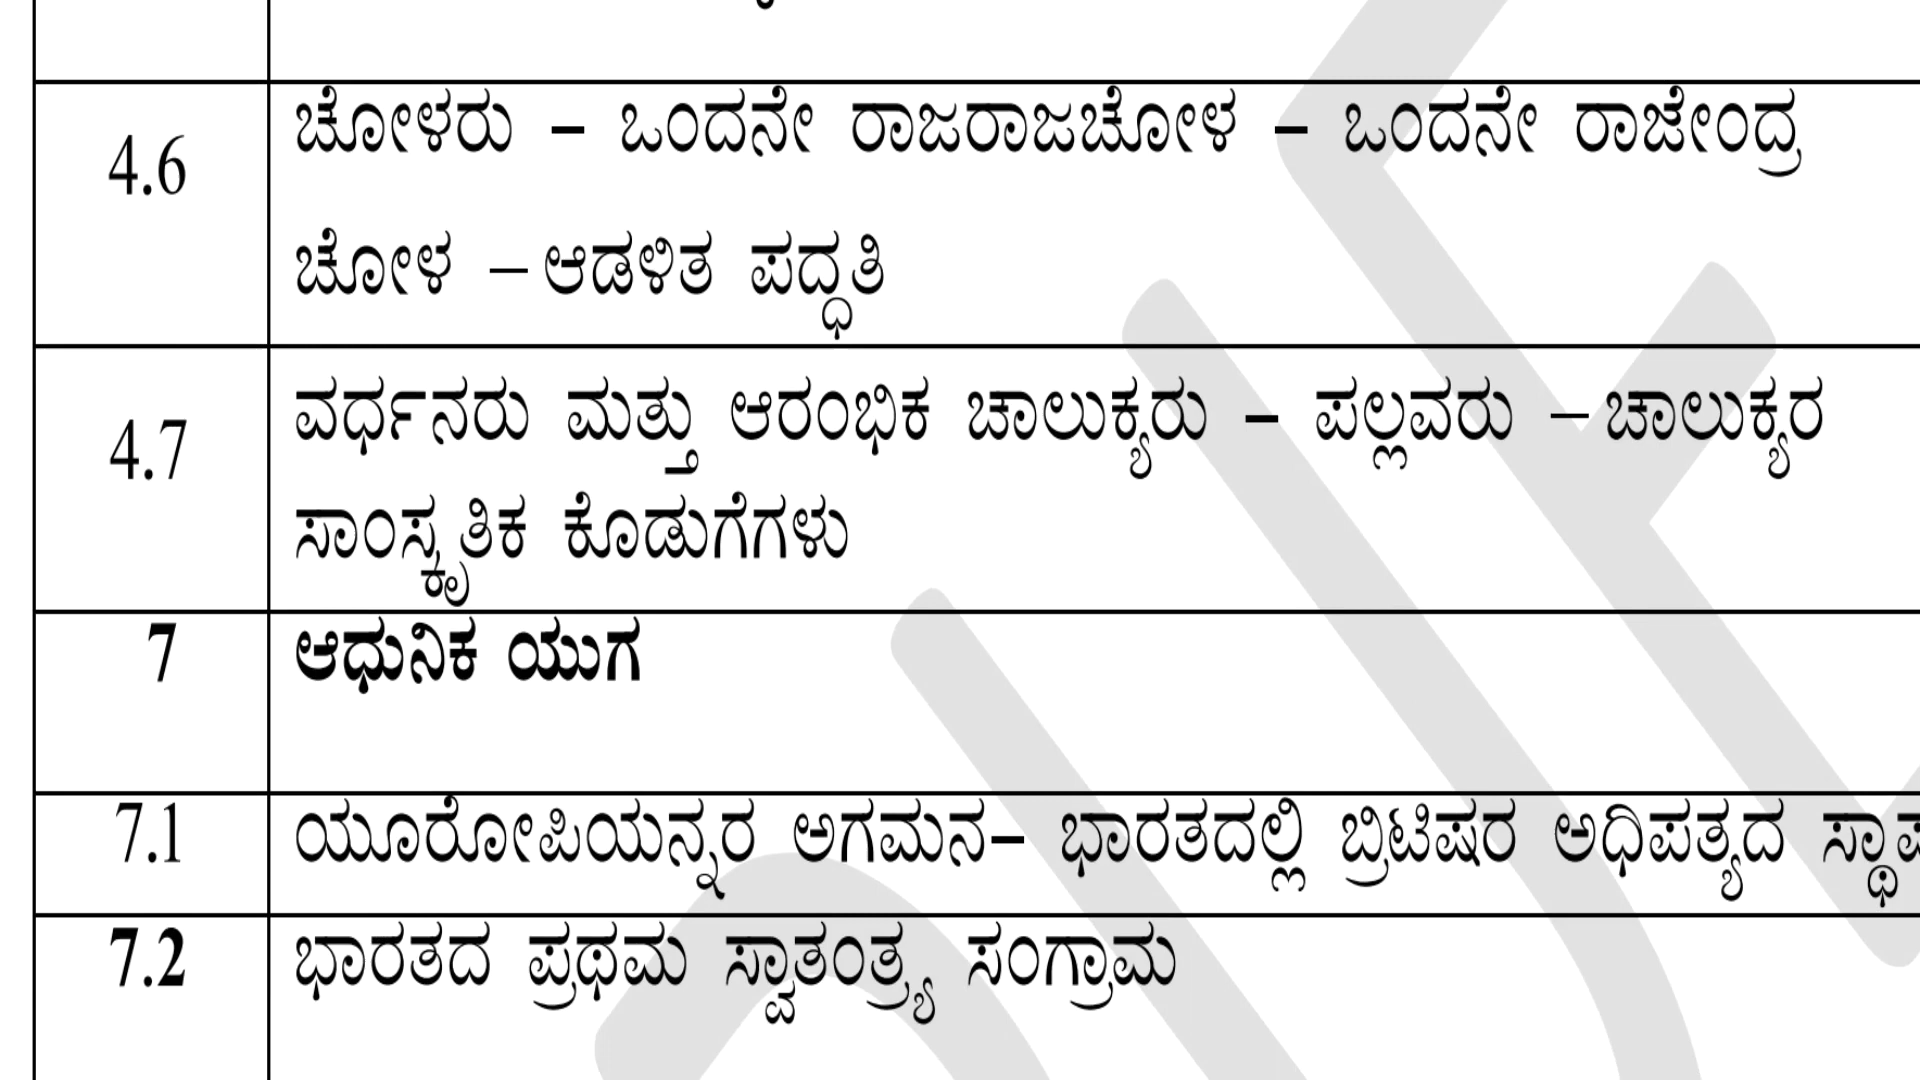 4.6
ಚೋಳರು – ಒಂದನೇ ರಾಜರಾಜಚೋಳ – ಒಂದನೇ ರಾಜೇಂದ್ರ
ಚೋಳ – ಆಡಳಿತ ಪದ್ಧತಿ
4.7
ವರ್ಧನರು ಮತ್ತು ಆರಂಭಿಕ ಚಾಲುಕ್ಯರು – ಪಲ್ಲವರು – ಚಾಲುಕ್ಯರ
ಸಾಂಸ್ಕೃತಿಕ ಕೊಡುಗೆಗಳು
7 ಆಧುನಿಕ ಯುಗ
7.1 ಯೂರೋಪಿಯನ್ನರ ಅಗಮನ– ಭಾರತದಲ್ಲಿ ಬ್ರಿಟಿಷರ ಅಧಿಪತ್ಯದ
7.2 ಭಾರತದ ಪ್ರಥಮ ಸ್ವಾತಂತ್ರ್ಯ ಸಂಗ್ರಾಮ